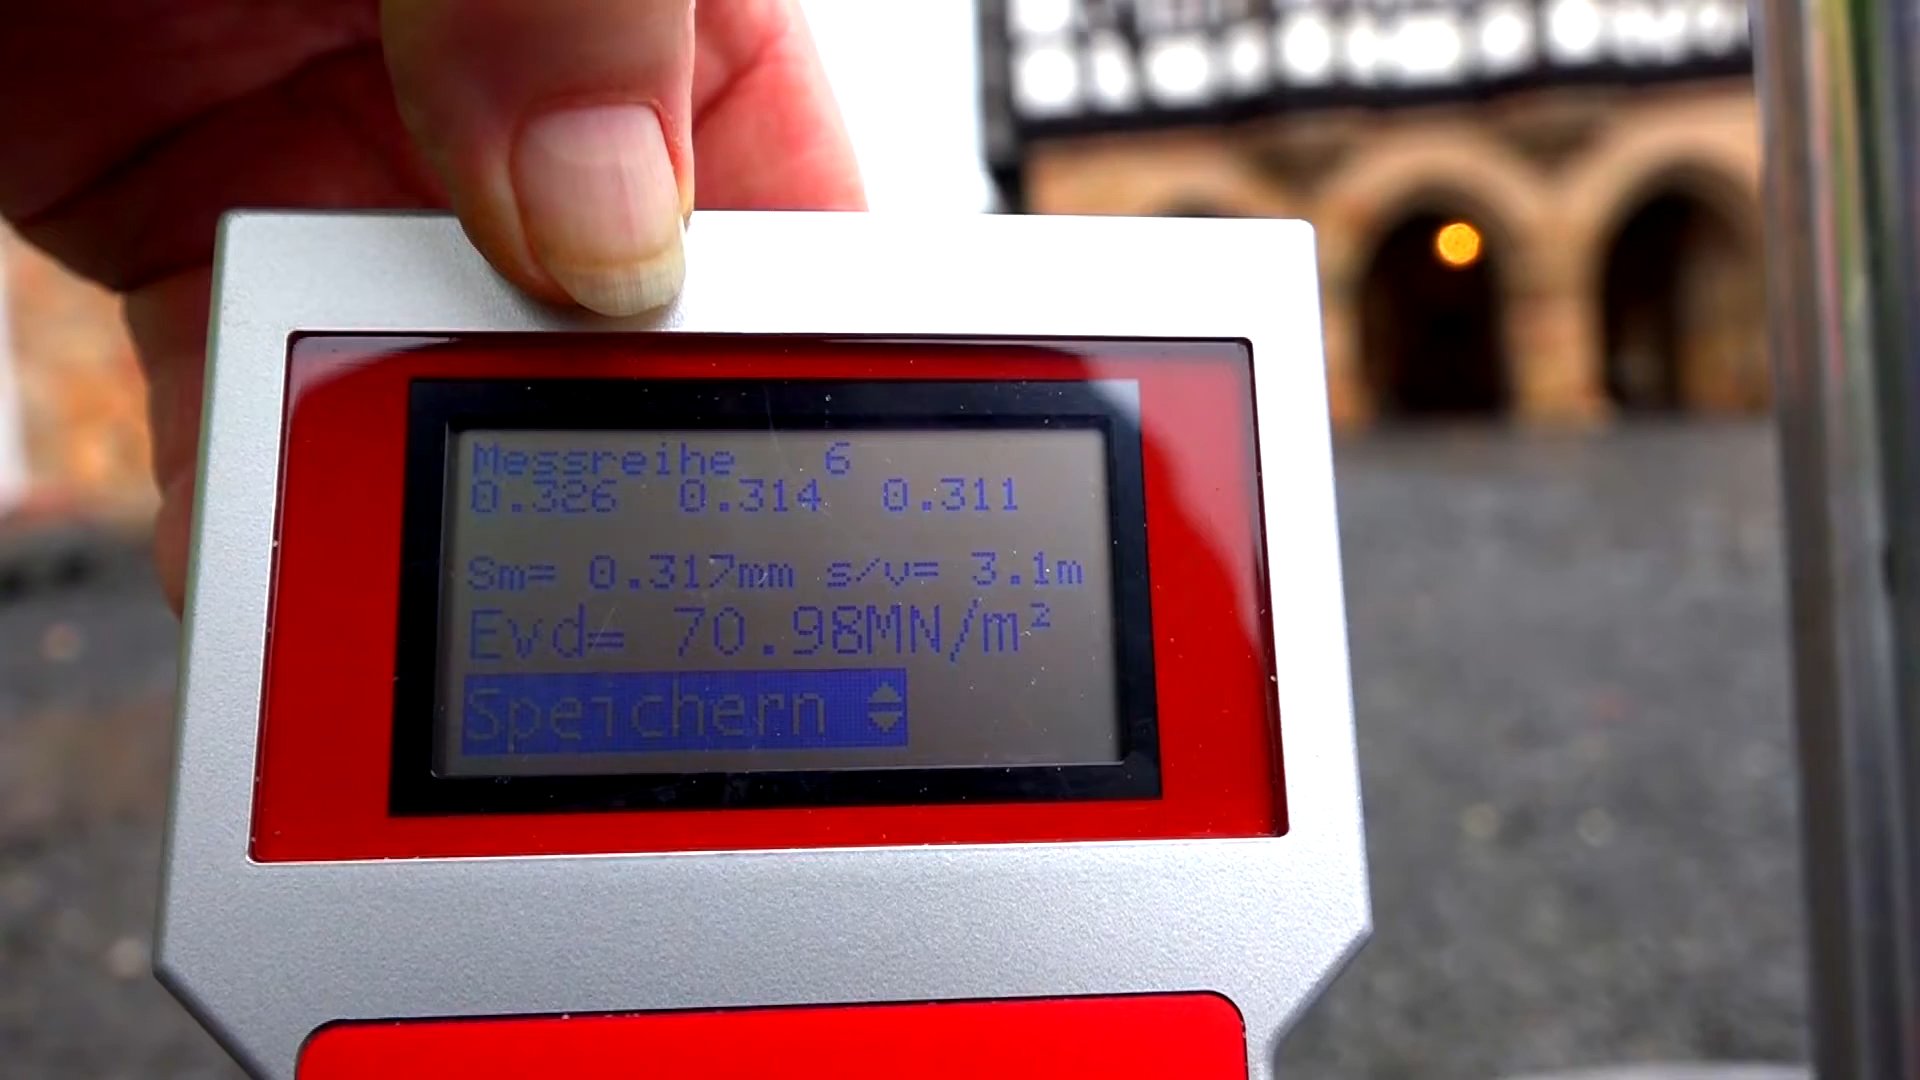 Messreihe 6
0.326 0.314 0.311
Sm= 0.317mm s/v= 3.1m
Evd= 70.98MN/m²
Speichern